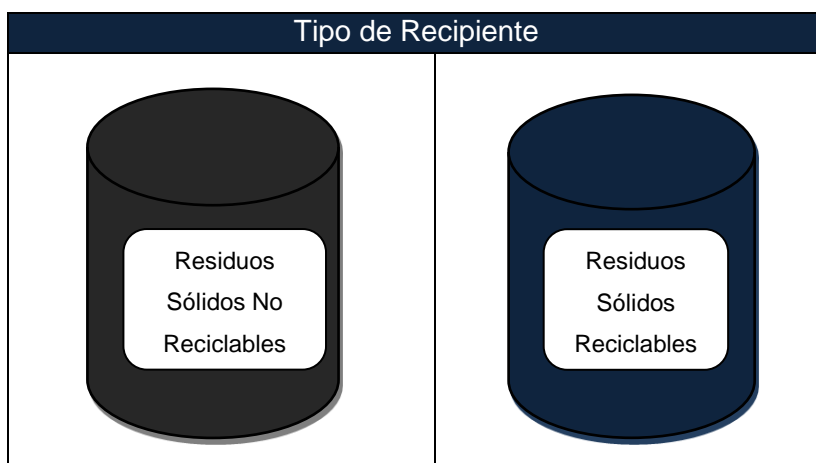 Tipo de Recipiente
Residuos
Sólidos No
Reciclables
Residuos
Sólidos
Reciclables